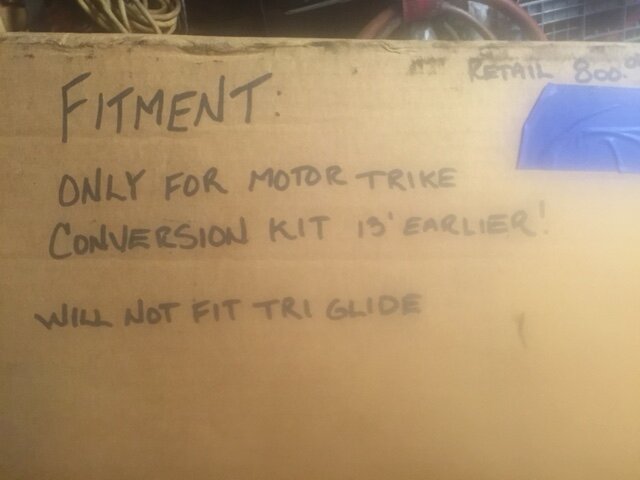 RETAIL 800.00
FITMENT:
ONLY FOR MOTOR TRIKE
CONVERSION KIT 13' EARLIER!
WILL NOT FIT TRI GLIDE